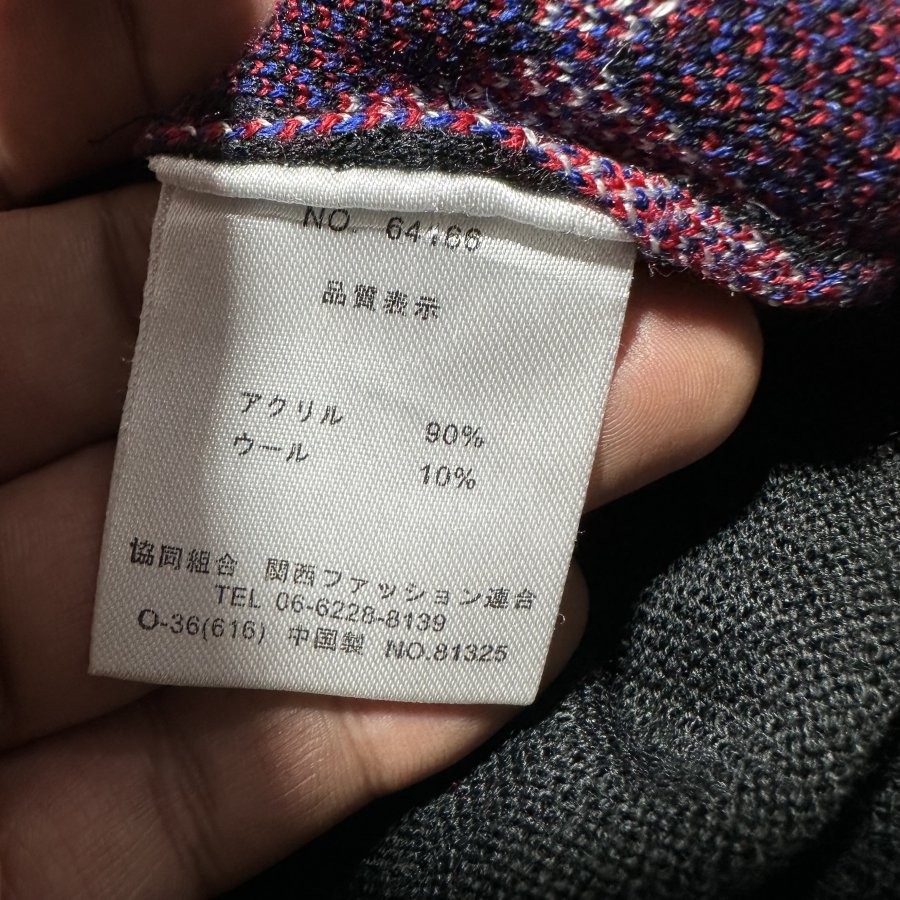 NO. 64166
品質表示
アクリル 90%
ウール 10%
協同組合 関西ファッション連合
TEL 06-6228-8139
O-36(616) 中国製 NO.81325